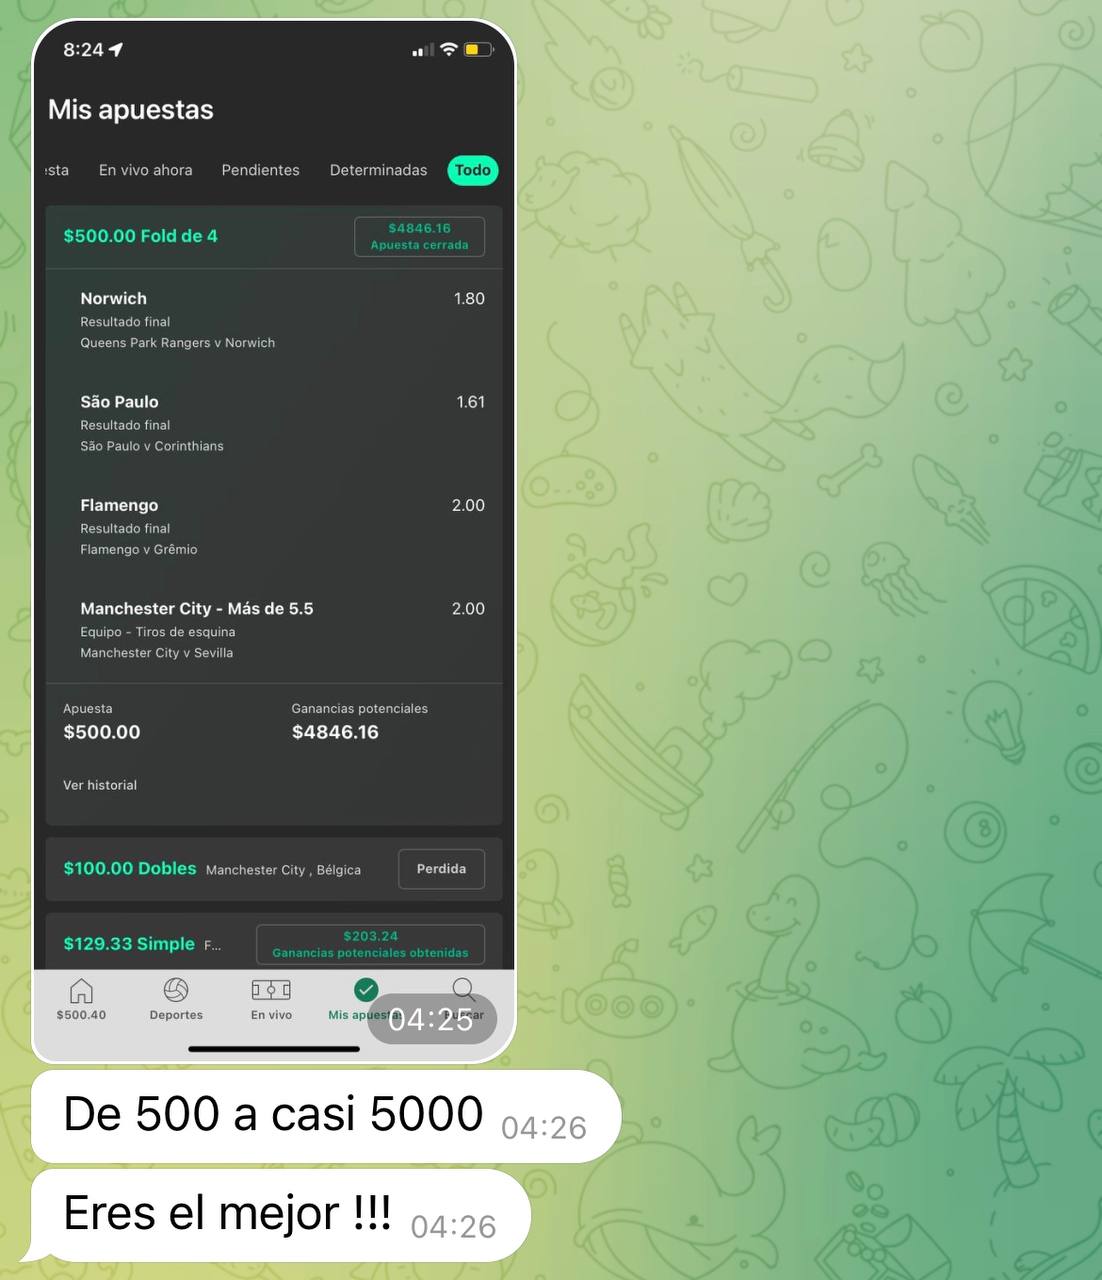 8:24
Mis apuestas
sta En vivo ahora Pendientes Determinadas Todo
$500.00 Fold de 4
$4846.16
Apuesta cerrada
Norwich 1.80
Resultado final
Queens Park Rangers v Norwich
São Paulo 1.61
Resultado final
São Paulo v Corinthians
Flamengo 2.00
Resultado final
Flamengo v Grêmio
Manchester City - Más de 5.5 2.00
Equipo - Tiros de esquina
Manchester City v Sevilla
Apuesta Ganancias potenciales
$500.00 $4846.16
Ver historial
$100.00 Dobles Manchester City , Bélgica Perdida
$129.33 Simple F...
$203.24
Ganancias potenciales obtenidas
$500.40 Deportes En vivo Mis apuestas
04:25
De 500 a casi 5000 04:26
Eres el mejor !!! 04:26